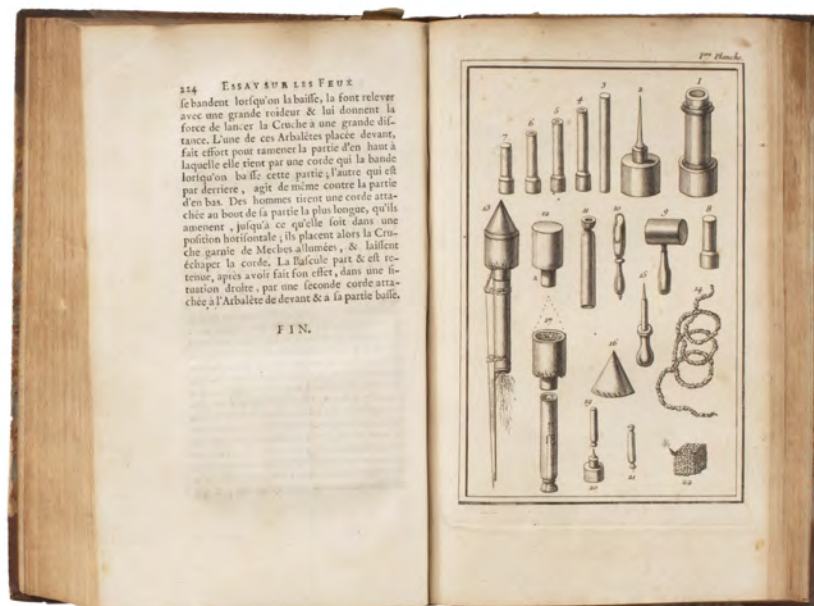 224 ESSAY SUR LES FEUX
se bandent lorsqu'on la baisse, la font relever
avec une grande roideur & lui donnent la
force de lancer la Cruche à une grande dis-
tance. L'une de ces Arbalêtes placée devant,
fait effort pour ramener la partie d'en haut à
laquelle elle tient par une corde qui la bande
lorsqu'on baisse cette partie; l'autre qui est
par derriere, agit de même contre la partie
d'en bas. Des hommes tirent une corde atta-
chée au bout de sa partie la plus longue, qu'ils
amenent, jusqu'à ce qu'elle soit dans une
position horisontale; ils placent alors la Cru-
che garnie de Meches allumées, & laissent
échaper la corde. La Bascule part & est re-
tenue, après avoir fait son effet, dans une si-
tuation droite, par une seconde corde atta-
chée à l'Arbalête de devant & à sa partie basse.
FIN.
1.ere Planche.
7 6 5 4 3 2 1
13 12 11 10 9 8
15 14
17 16
19
20 21 22